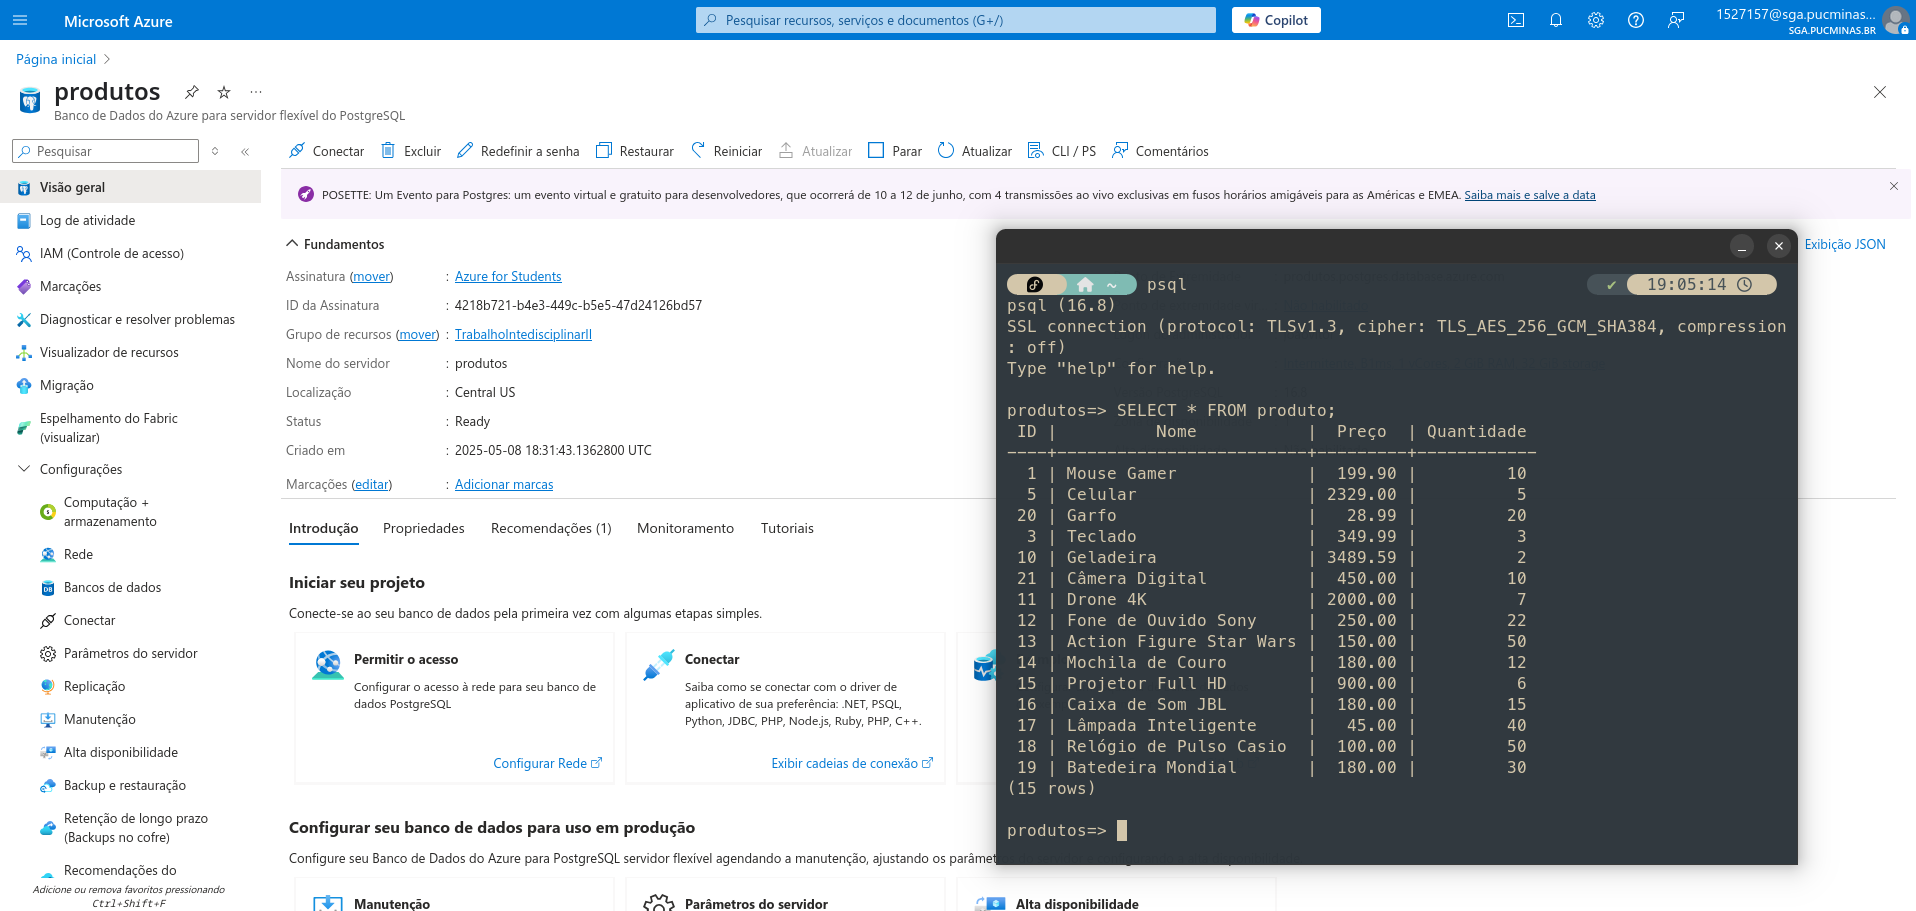 Microsoft Azure
Pesquisar recursos, serviços e documentos (G+/)
Copilot
1527157@sga.pucminas...
SGA.PUCMINAS.BR
Página inicial
produtos
Banco de Dados do Azure para servidor flexível do PostgreSQL
Pesquisar
Conectar Excluir Redefinir a senha Restaurar Reiniciar Atualizar Parar Atualizar CLI / PS Comentários
POSETTE: Um Evento para Postgres: um evento virtual e gratuito para desenvolvedores, que ocorrerá de 10 a 12 de junho, com 4 transmissões ao vivo exclusivas em fusos horários amigáveis para as Américas e EMEA. Saiba mais e salve a data
Visão geral
Log de atividade
IAM (Controle de acesso)
Marcações
Diagnosticar e resolver problemas
Visualizador de recursos
Migração
Espelhamento do Fabric
(visualizar)
Configurações
Computação +
armazenamento
Rede
Bancos de dados
Conectar
Parâmetros do servidor
Replicação
Manutenção
Alta disponibilidade
Backup e restauração
Retenção de longo prazo
(Backups no cofre)
Recomendações do
Adicione ou remova favoritos pressionando
Ctrl+Shift+F
Fundamentos
Exibição JSON
Assinatura (mover) : Azure for Students
ID da Assinatura : 4218b721-b4e3-449c-b5e5-47d24126bd57
Grupo de recursos (mover) : TrabalhoIntedisciplinarII
Nome do servidor : produtos
Localização : Central US
Status : Ready
Criado em : 2025-05-08 18:31:43.1362800 UTC
Marcações (editar) : Adicionar marcas
Introdução Propriedades Recomendações (1) Monitoramento Tutoriais
Iniciar seu projeto
Conecte-se ao seu banco de dados pela primeira vez com algumas etapas simples.
Permitir o acesso
Configurar o acesso à rede para seu banco de
dados PostgreSQL
Configurar Rede
Conectar
Saiba como se conectar com o driver de
aplicativo de sua preferência: .NET, PSQL,
Python, JDBC, PHP, Node.js, Ruby, PHP, C++.
Exibir cadeias de conexão
Configurar seu banco de dados para uso em produção
Configure seu Banco de Dados do Azure para PostgreSQL servidor flexível agendando a manutenção, ajustando os parâmet
Manutenção
Parâmetros do servidor
Alta disponibilidade
~ psql ✔ 19:05:14
psql (16.8)
SSL connection (protocol: TLSv1.3, cipher: TLS_AES_256_GCM_SHA384, compression
: off)
Type "help" for help.
produtos=> SELECT * FROM produto;
 ID |          Nome           |  Preço  | Quantidade
----+-------------------------+---------+------------
  1 | Mouse Gamer             |  199.90 |         10
  5 | Celular                 | 2329.00 |          5
 20 | Garfo                   |   28.99 |         20
  3 | Teclado                 |  349.99 |          3
 10 | Geladeira               | 3489.59 |          2
 21 | Câmera Digital          |  450.00 |         10
 11 | Drone 4K                | 2000.00 |          7
 12 | Fone de Ouvido Sony     |  250.00 |         22
 13 | Action Figure Star Wars |  150.00 |         50
 14 | Mochila de Couro        |  180.00 |         12
 15 | Projetor Full HD        |  900.00 |          6
 16 | Caixa de Som JBL        |  180.00 |         15
 17 | Lâmpada Inteligente     |   45.00 |         40
 18 | Relógio de Pulso Casio  |  100.00 |         50
 19 | Batedeira Mondial       |  180.00 |         30
(15 rows)
produtos=>